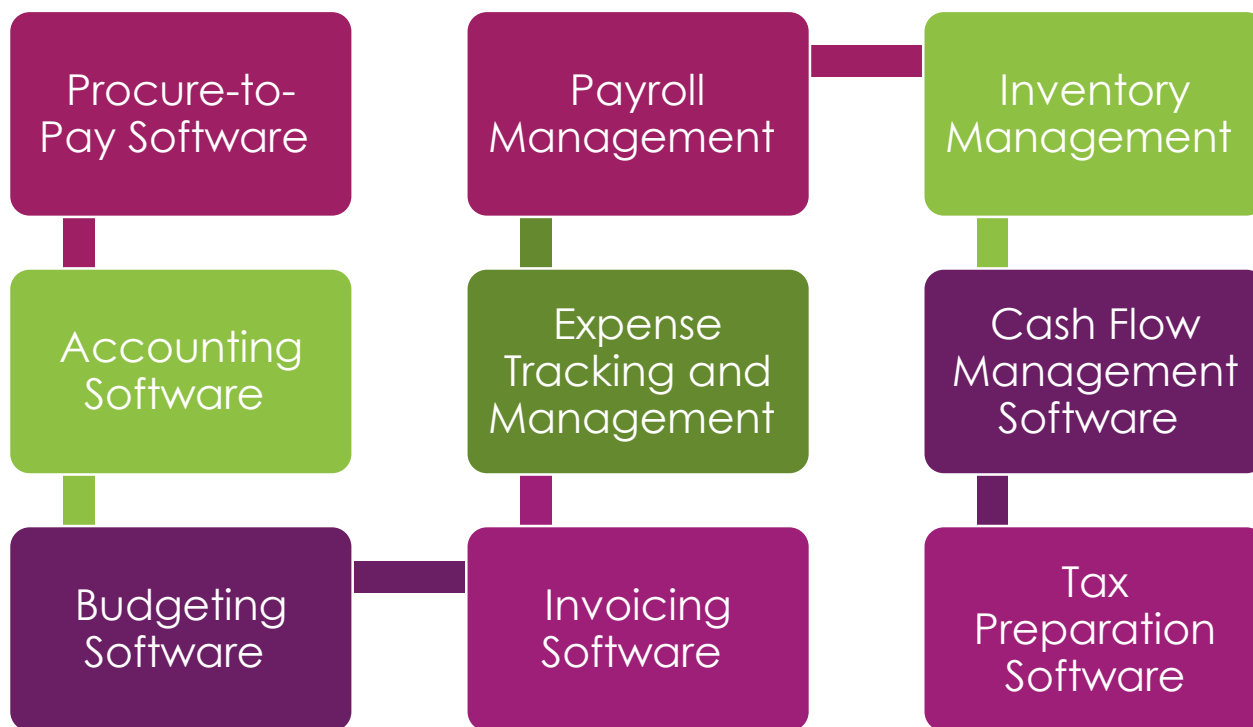 Procure-to-
Pay Software
Accounting
Software
Budgeting
Software
Invoicing
Software
Expense
Tracking and
Management
Payroll
Management
Inventory
Management
Cash Flow
Management
Software
Tax
Preparation
Software